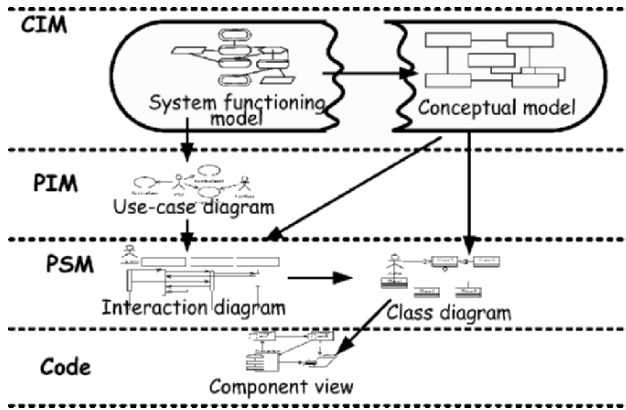 CIM
System functioning
model
Conceptual model
PIM
Use-case diagram
PSM
Interaction diagram
Class diagram
Code
Component view